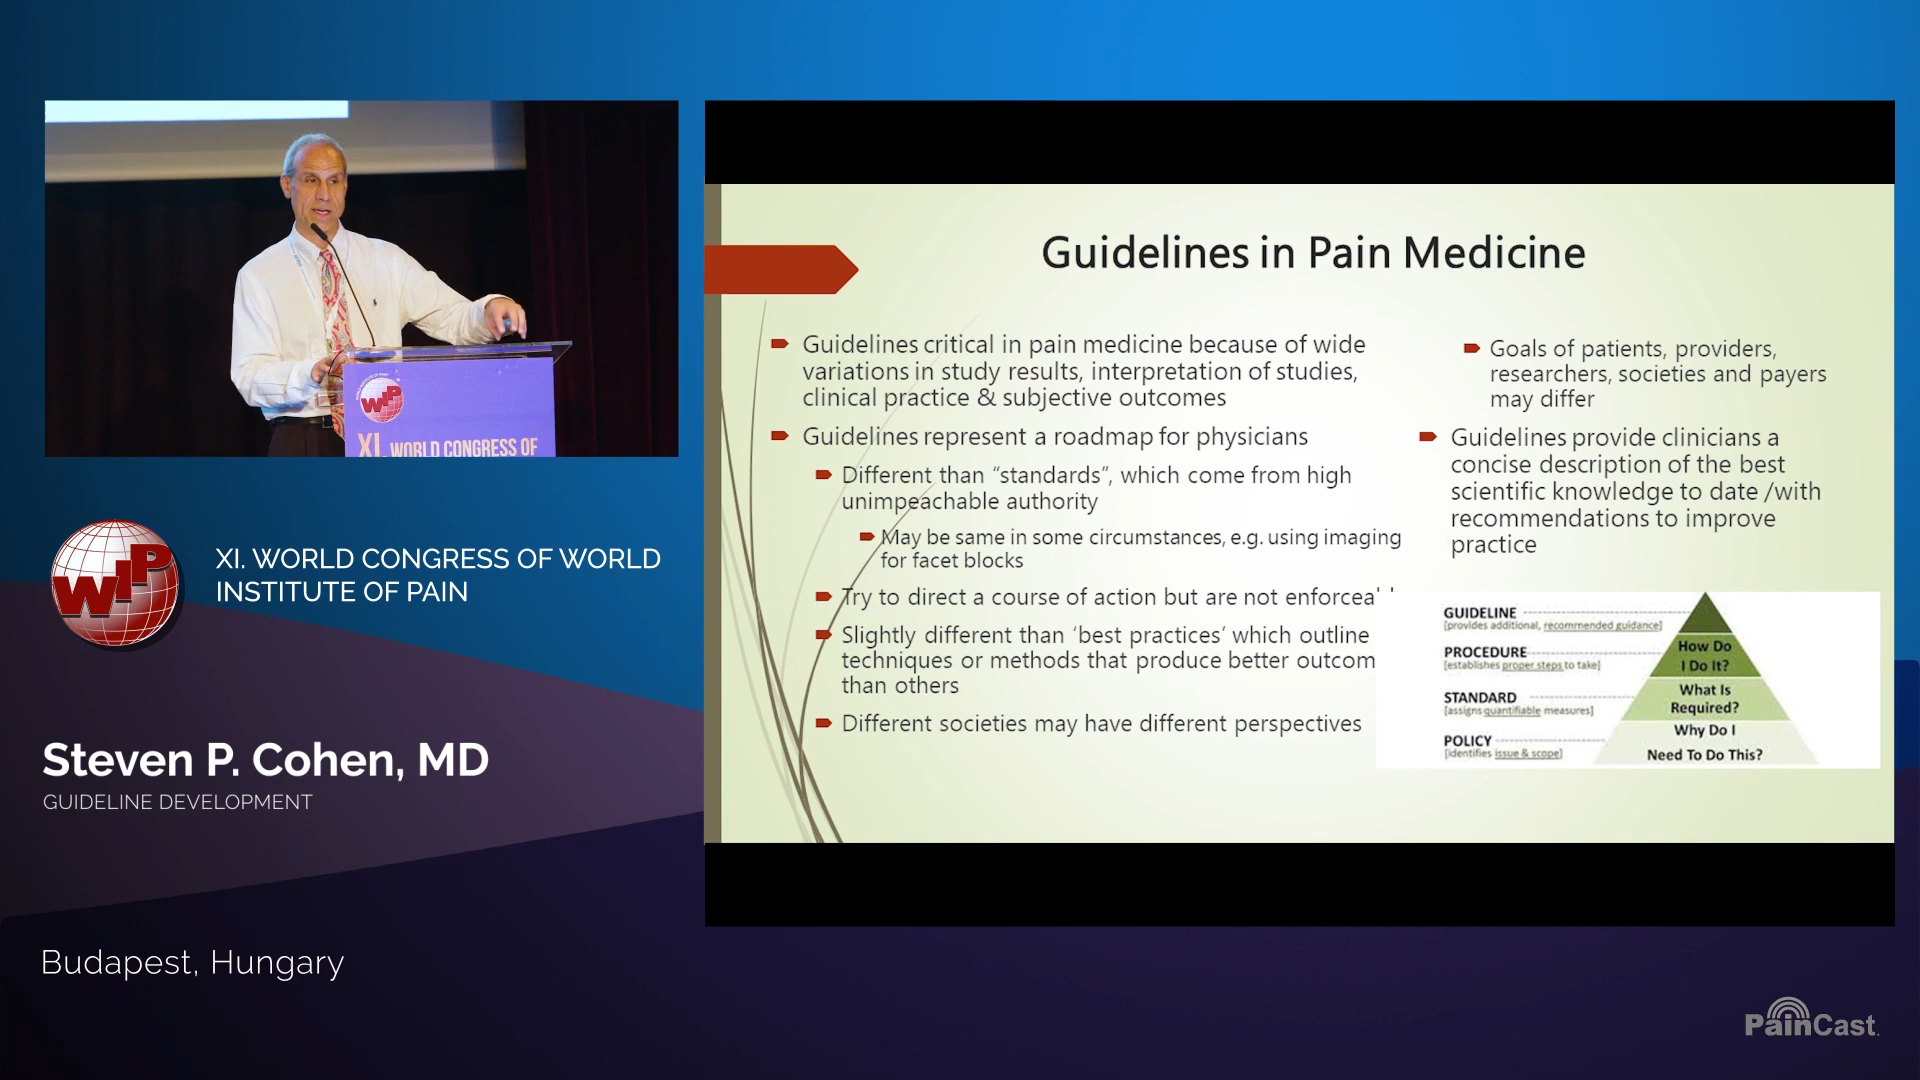 WIP
XI. WORLD CONGRESS OF
WIP
XI. WORLD CONGRESS OF WORLD
INSTITUTE OF PAIN
Steven P. Cohen, MD
GUIDELINE DEVELOPMENT
Budapest, Hungary
Guidelines in Pain Medicine
Guidelines critical in pain medicine because of wide
variations in study results, interpretation of studies,
clinical practice & subjective outcomes
Guidelines represent a roadmap for physicians
Different than “standards”, which come from high
unimpeachable authority
May be same in some circumstances, e.g. using imaging
for facet blocks
Try to direct a course of action but are not
Slightly different than ‘best practices’ which outline
techniques or methods that produce better outcom
than others
Different societies may have different perspectives
Goals of patients, providers,
researchers, societies and payers
may differ
Guidelines provide clinicians a
concise description of the best
scientific knowledge to date /with
recommendations to improve
practice
GUIDELINE
[provides additional, recommended guidance]
PROCEDURE
[establishes proper steps to take]
How Do
I Do It?
STANDARD
[assigns quantifiable measures]
What Is
Required?
POLICY
[identifies issue & scope]
Why Do I
Need To Do This?
PainCast.